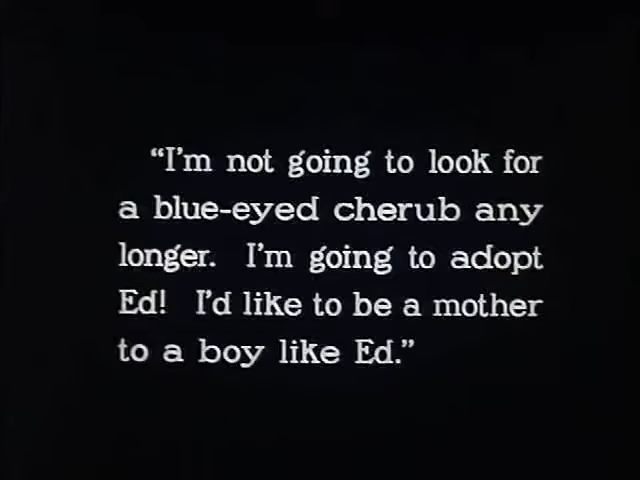 “I'm not going to look for
a blue-eyed cherub any
longer. I'm going to adopt
Ed! I'd like to be a mother
to a boy like Ed.”